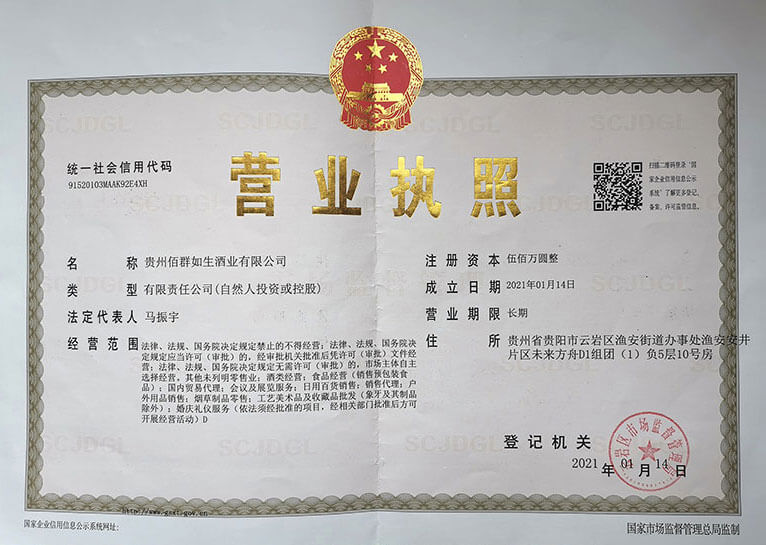 营业执照
统一社会信用代码
91520103MAAK92E4XH
扫描二维码登录‘国
家企业信用信息公示
系统’了解更多登记、
备案、许可监管信息。
名 称 贵州佰群如生酒业有限公司
类 型 有限责任公司(自然人投资或控股)
法定代表人 马振宇
经营范围 法律、法规、国务院决定规定禁止的不得经营；法律、法规、国务院决
定规定应当许可（审批）的，经审批机关批准后凭许可（审批）文件经
营；法律、法规、国务院决定规定无需许可（审批）的，市场主体自主
选择经营。其他未列明零售业；酒类经营；食品经营（销售预包装食
品）；国内贸易代理；会议及展览服务；日用百货销售；销售代理；户
外用品销售；烟草制品零售；工艺美术品及收藏品批发（象牙及其制品
除外）；婚庆礼仪服务（依法须经批准的项目，经相关部门批准后方可
开展经营活动）D
注册资本 伍佰万圆整
成立日期 2021年01月14日
营业期限 长期
住 所 贵州省贵阳市云岩区渔安街道办事处渔安安井
片区未来方舟D1组团（1）负5层10号房
登记机关
2021 年 01 月 14 日
岩区市场监督管理局
SCJDGL
http://www.gsxt.gov.cn
国家企业信用信息公示系统网址：
国家市场监督管理总局监制